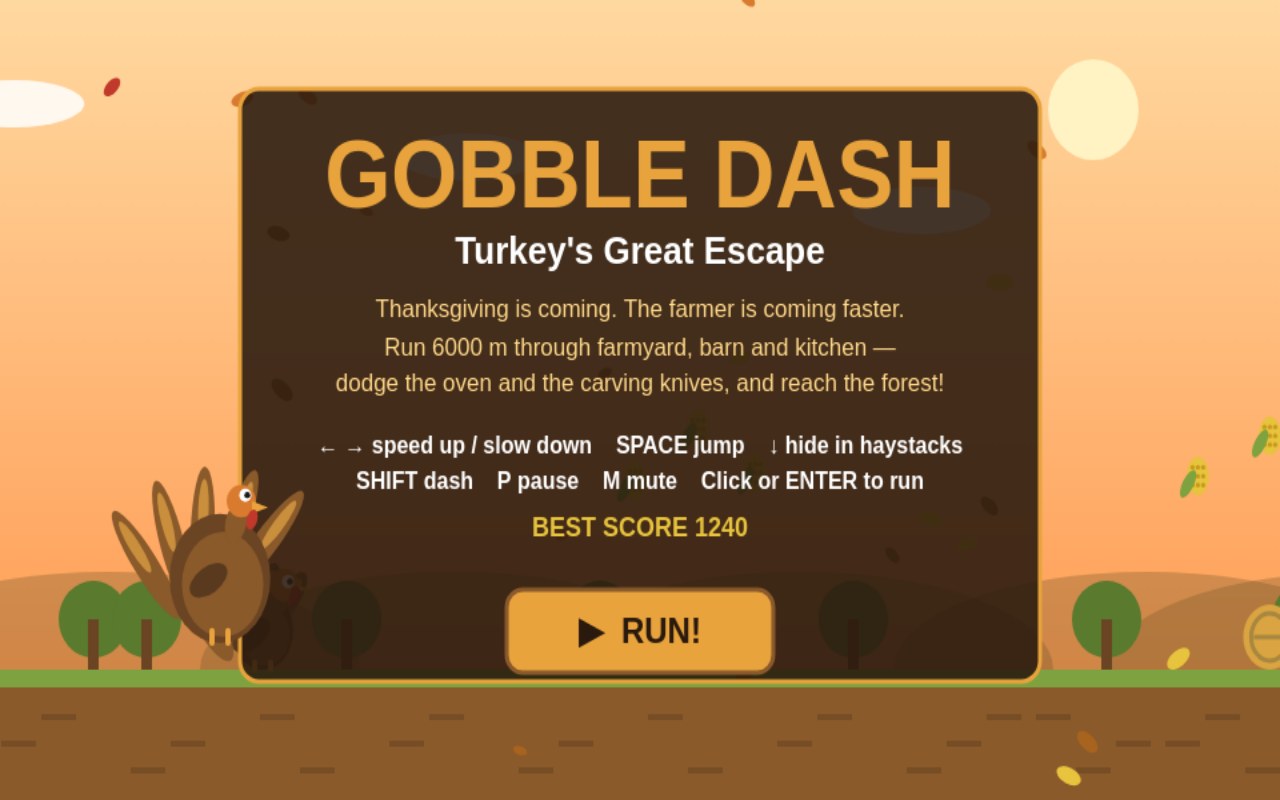 GOBBLE DASH
Turkey's Great Escape
Thanksgiving is coming. The farmer is coming faster.
Run 6000 m through farmyard, barn and kitchen —
dodge the oven and the carving knives, and reach the forest!
← → speed up / slow down SPACE jump ↓ hide in haystacks
SHIFT dash P pause M mute Click or ENTER to run
BEST SCORE 1240
▶ RUN!